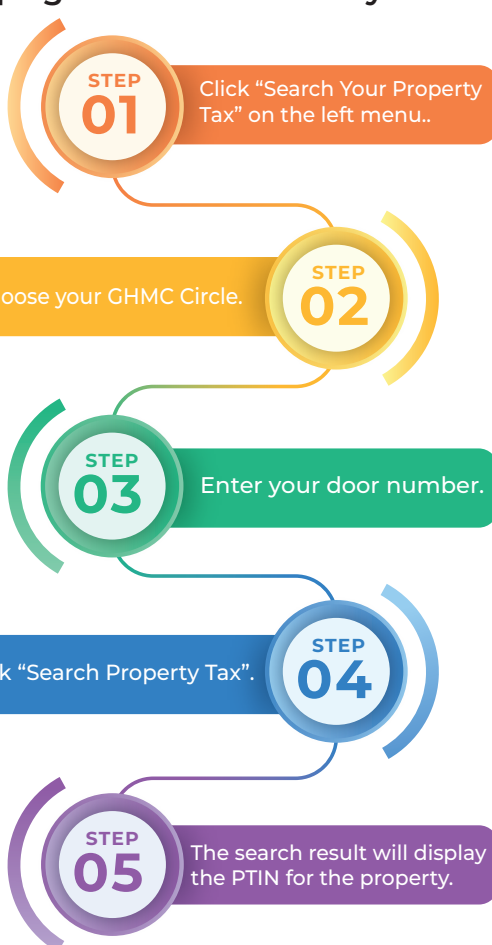 STEP
01
Click “Search Your Property
Tax” on the left menu..
your GHMC Circle.
STEP
02
STEP
03
Enter your door number.
“Search Property Tax”.
STEP
04
STEP
05
The search result will display
the PTIN for the property.